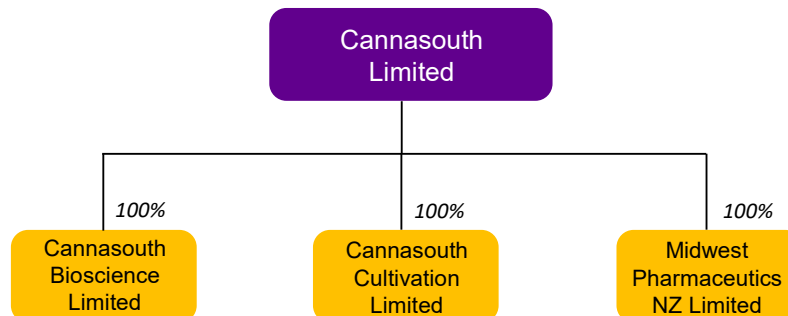 Cannasouth
Limited
100%
100%
100%
Cannasouth
Bioscience
Limited
Cannasouth
Cultivation
Limited
Midwest
Pharmaceutics
NZ Limited